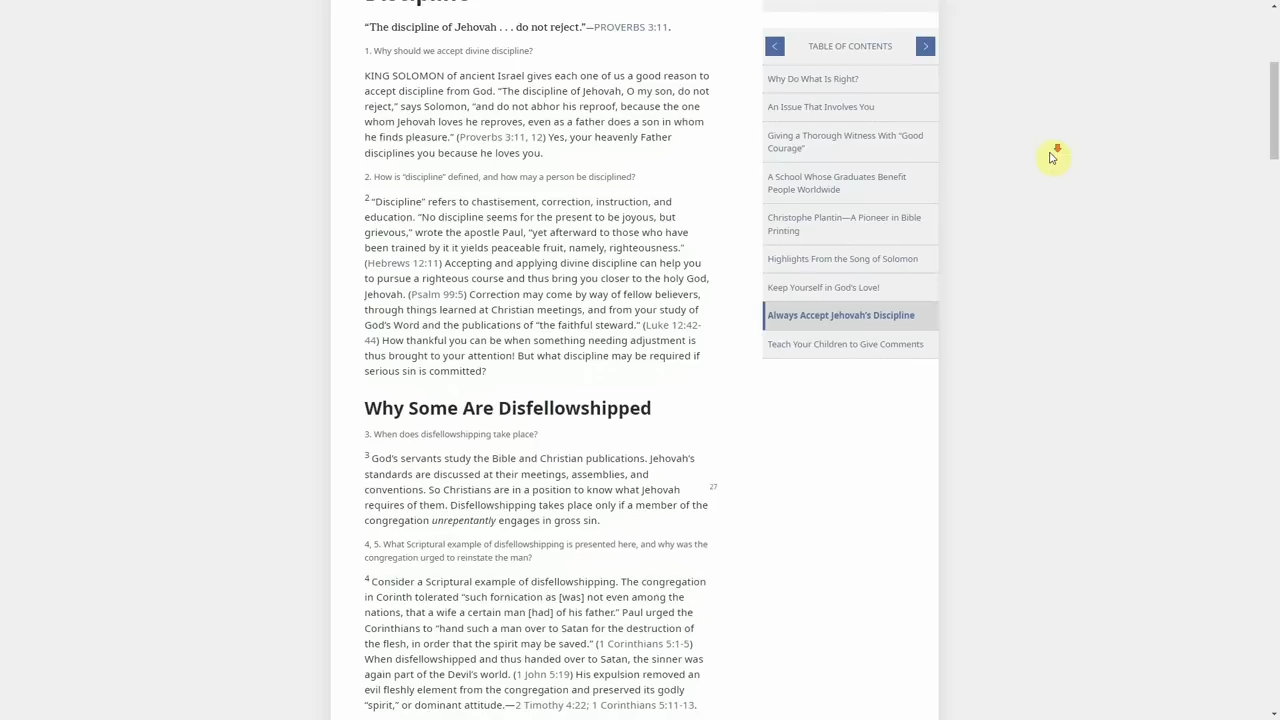 Discipline
“The discipline of Jehovah . . . do not reject.”—PROVERBS 3:11.
1. Why should we accept divine discipline?
KING SOLOMON of ancient Israel gives each one of us a good reason to
accept discipline from God. “The discipline of Jehovah, O my son, do not
reject,” says Solomon, “and do not abhor his reproof, because the one
whom Jehovah loves he reproves, even as a father does a son in whom
he finds pleasure.” (Proverbs 3:11, 12) Yes, your heavenly Father
disciplines you because he loves you.
2. How is “discipline” defined, and how may a person be disciplined?
2 “Discipline” refers to chastisement, correction, instruction, and
education. “No discipline seems for the present to be joyous, but
grievous,” wrote the apostle Paul, “yet afterward to those who have
been trained by it it yields peaceable fruit, namely, righteousness.”
(Hebrews 12:11) Accepting and applying divine discipline can help you
to pursue a righteous course and thus bring you closer to the holy God,
Jehovah. (Psalm 99:5) Correction may come by way of fellow believers,
through things learned at Christian meetings, and from your study of
God’s Word and the publications of “the faithful steward.” (Luke 12:42-
44) How thankful you can be when something needing adjustment is
thus brought to your attention! But what discipline may be required if
serious sin is committed?
Why Some Are Disfellowshipped
3. When does disfellowshipping take place?
3 God’s servants study the Bible and Christian publications. Jehovah’s
standards are discussed at their meetings, assemblies, and
conventions. So Christians are in a position to know what Jehovah
requires of them. Disfellowshipping takes place only if a member of the
congregation unrepentantly engages in gross sin.
27
4, 5. What Scriptural example of disfellowshipping is presented here, and why was the
congregation urged to reinstate the man?
4 Consider a Scriptural example of disfellowshipping. The congregation
in Corinth tolerated “such fornication as [was] not even among the
nations, that a wife a certain man [had] of his father.” Paul urged the
Corinthians to “hand such a man over to Satan for the destruction of
the flesh, in order that the spirit may be saved.” (1 Corinthians 5:1-5)
When disfellowshipped and thus handed over to Satan, the sinner was
again part of the Devil’s world. (1 John 5:19) His expulsion removed an
evil fleshly element from the congregation and preserved its godly
“spirit,” or dominant attitude.—2 Timothy 4:22; 1 Corinthians 5:11-13.
TABLE OF CONTENTS
Why Do What Is Right?
An Issue That Involves You
Giving a Thorough Witness With “Good
Courage”
A School Whose Graduates Benefit
People Worldwide
Christophe Plantin—A Pioneer in Bible
Printing
Highlights From the Song of Solomon
Keep Yourself in God’s Love!
Always Accept Jehovah’s Discipline
Teach Your Children to Give Comments